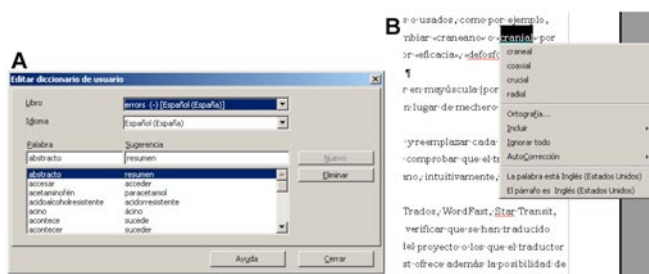 A
Editar diccionario de usuario
Libro
errors (-) [Español (España)]
Idioma
Español (España)
Palabra Sugerencia
abstracto resumen Nuevo
abstracto resumen Eliminar
accesar acceder
acetaminofén paracetamol
acidoalcoholresistente acidorresistente
acino ácino
acontece sucede
acontecer suceder
Ayuda Cerrar
B
s·o·usados,·como·por·ejemplo,
mbiar·«craneano»·o·«cranial»·por
or·«eficacia»,·«defosfo
¶
r·en·mayúscula·(por
n·lugar·de·mechero
y·reemplazar·cada
comprobar·que·el·tr
ano,·intuitivamente,
Trados,·WordFast,·Star·Transit,
verificar·que·se·han·traducido
del·proyecto·o·los·que·el·traductor
st·ofrece·además·la·posibilidad·de
craneal
coaxial
crucial
radial
Ortografía...
Incluir
Ignorar todo
AutoCorrección
La palabra está Inglés (Estados Unidos)
El párrafo es Inglés (Estados Unidos)